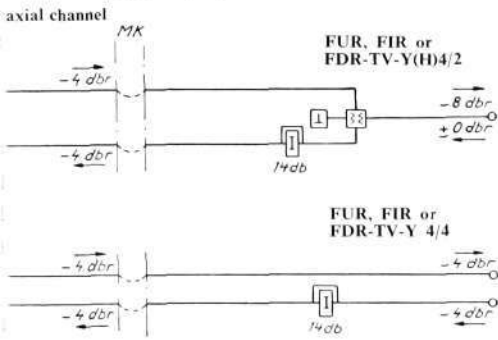 axial channel
MK
FUR, FIR or
FDR-TV-Y(H)4/2
-4 dbr
-8 dbr
±0 dbr
-4 dbr
14db
FUR, FIR or
FDR-TV-Y 4/4
-4 dbr
-4 dbr
-4 dbr
-4 dbr
14db